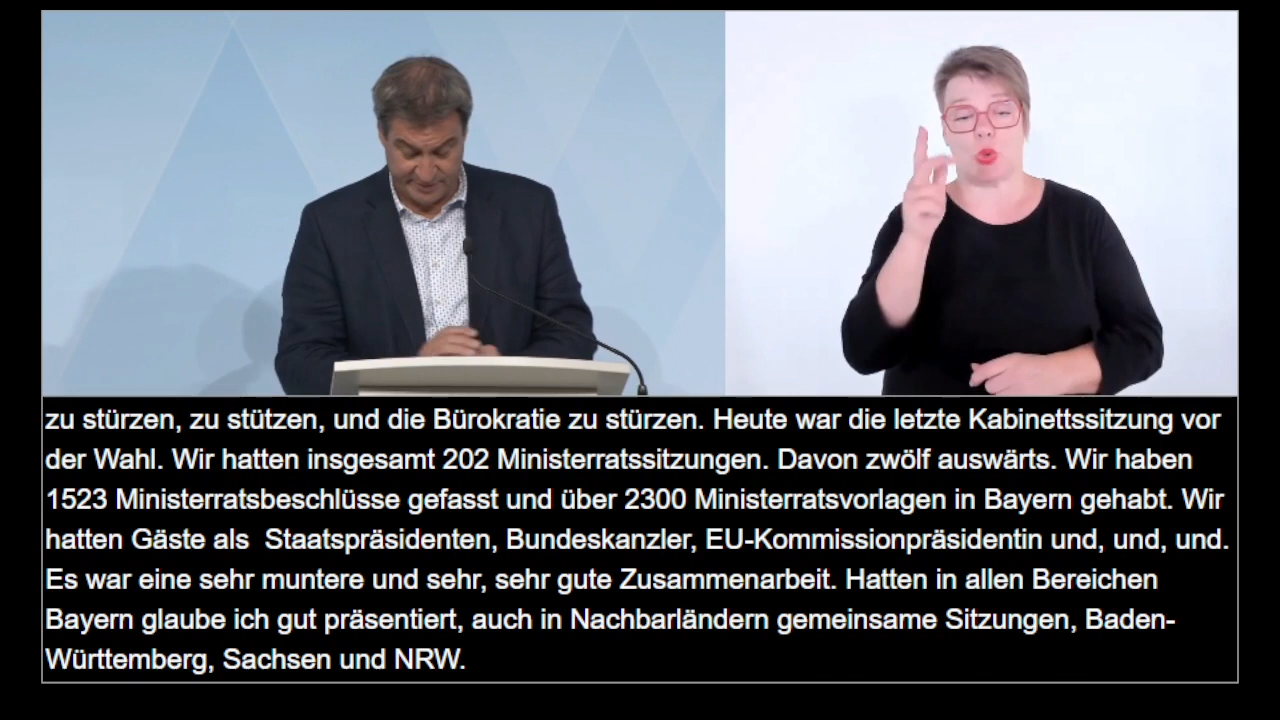 zu stürzen, zu stützen, und die Bürokratie zu stürzen. Heute war die letzte Kabinettssitzung vor
der Wahl. Wir hatten insgesamt 202 Ministerratssitzungen. Davon zwölf auswärts. Wir haben
1523 Ministerratsbeschlüsse gefasst und über 2300 Ministerratsvorlagen in Bayern gehabt. Wir
hatten Gäste als  Staatspräsidenten, Bundeskanzler, EU-Kommissionpräsidentin und, und, und.
Es war eine sehr muntere und sehr, sehr gute Zusammenarbeit. Hatten in allen Bereichen
Bayern glaube ich gut präsentiert, auch in Nachbarländern gemeinsame Sitzungen, Baden-
Württemberg, Sachsen und NRW.